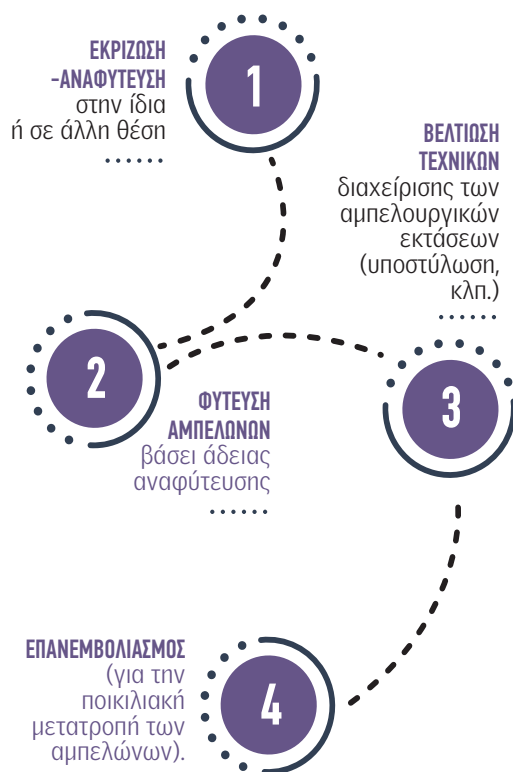 ΕΚΡΙΖΩΣΗ
-ΑΝΑΦΥΤΕΥΣΗ
στην ίδια
ή σε άλλη θέση
1
ΒΕΛΤΙΩΣΗ
ΤΕΧΝΙΚΩΝ
διαχείρισης των
αμπελουργικών
εκτάσεων
(υποστύλωση,
κλπ.)
2
ΦΥΤΕΥΣΗ
ΑΜΠΕΛΩΝΩΝ
βάσει άδειας
αναφύτευσης
3
ΕΠΑΝΕΜΒΟΛΙΑΣΜΟΣ
(για την
ποικιλιακή
μετατροπή των
αμπελώνων).
4